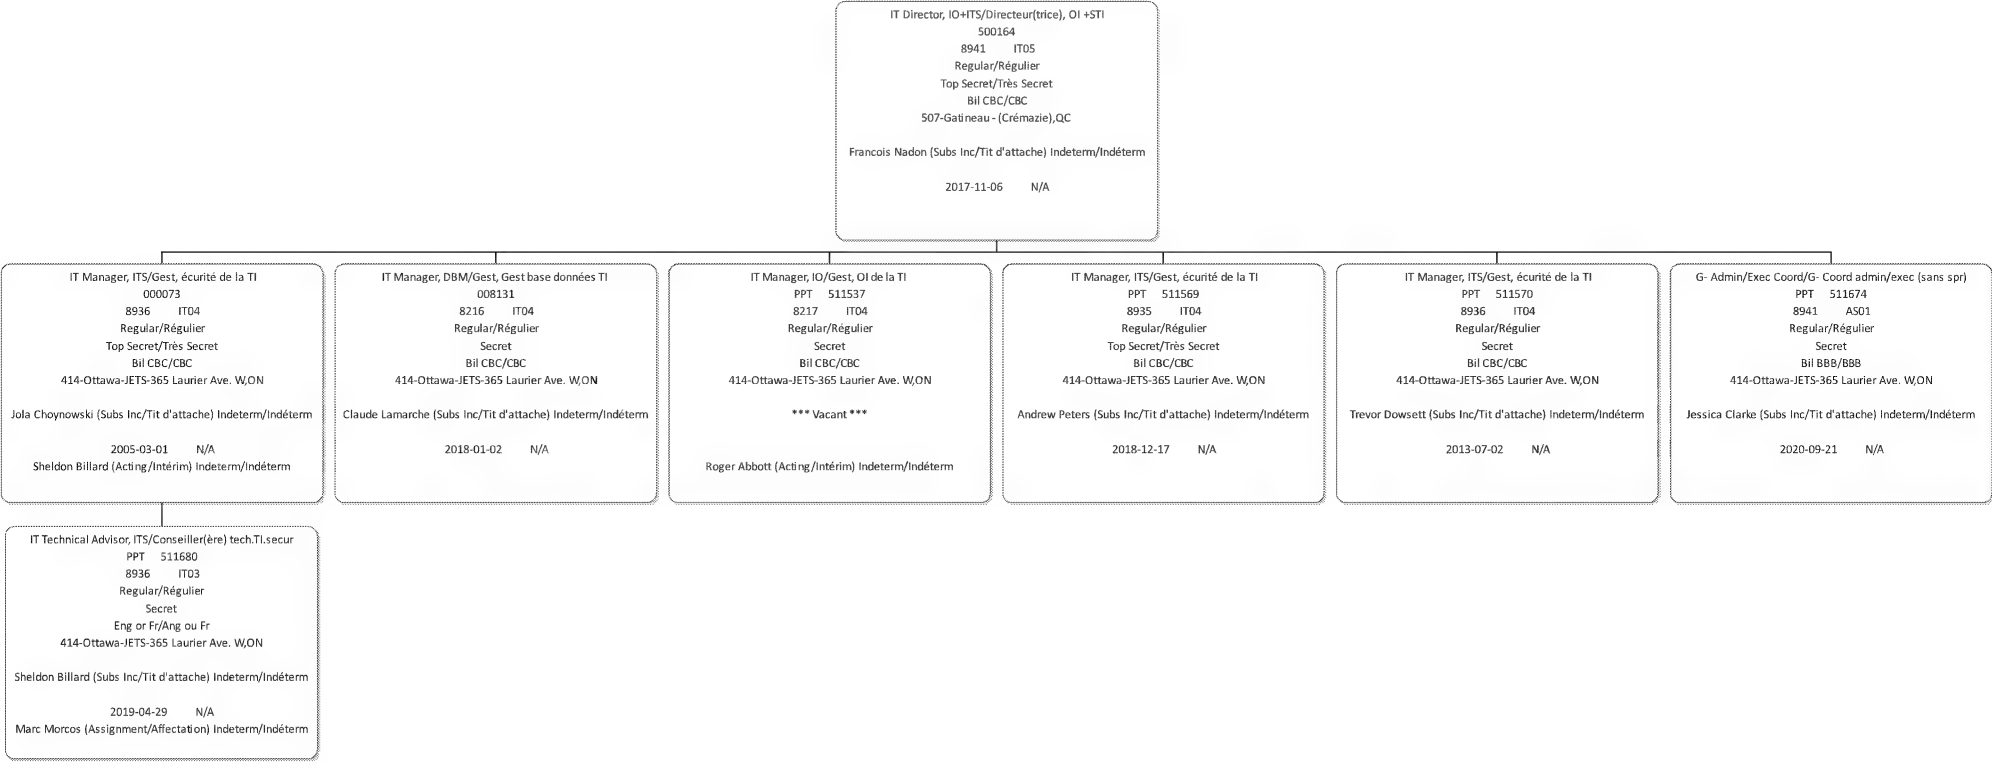 IT Director, IO+ITS/Directeur(trice), OI +STI
500164
8941 IT05
Regular/Régulier
Top Secret/Très Secret
Bil CBC/CBC
507-Gatineau - (Crémazie),QC
Francois Nadon (Subs Inc/Tit d'attache) Indeterm/Indéterm
2017-11-06 N/A
IT Manager, ITS/Gest, écurité de la TI
000073
8936 IT04
Regular/Régulier
Top Secret/Très Secret
Bil CBC/CBC
414-Ottawa-JETS-365 Laurier Ave. W,ON
Jola Choynowski (Subs Inc/Tit d'attache) Indeterm/Indéterm
2005-03-01 N/A
Sheldon Billard (Acting/Intérim) Indeterm/Indéterm
IT Manager, DBM/Gest, Gest base données TI
008131
8216 IT04
Regular/Régulier
Secret
Bil CBC/CBC
414-Ottawa-JETS-365 Laurier Ave. W,ON
Claude Lamarche (Subs Inc/Tit d'attache) Indeterm/Indéterm
2018-01-02 N/A
IT Manager, IO/Gest, OI de la TI
PPT 511537
8217 IT04
Regular/Régulier
Secret
Bil CBC/CBC
414-Ottawa-JETS-365 Laurier Ave. W,ON
*** Vacant ***
Roger Abbott (Acting/Intérim) Indeterm/Indéterm
IT Manager, ITS/Gest, écurité de la TI
PPT 511569
8935 IT04
Regular/Régulier
Top Secret/Très Secret
Bil CBC/CBC
414-Ottawa-JETS-365 Laurier Ave. W,ON
Andrew Peters (Subs Inc/Tit d'attache) Indeterm/Indéterm
2018-12-17 N/A
IT Manager, ITS/Gest, écurité de la TI
PPT 511570
8936 IT04
Regular/Régulier
Secret
Bil CBC/CBC
414-Ottawa-JETS-365 Laurier Ave. W,ON
Trevor Dowsett (Subs Inc/Tit d'attache) Indeterm/Indéterm
2013-07-02 N/A
G- Admin/Exec Coord/G- Coord admin/exec (sans spr)
PPT 511674
8941 AS01
Regular/Régulier
Secret
Bil BBB/BBB
414-Ottawa-JETS-365 Laurier Ave. W,ON
Jessica Clarke (Subs Inc/Tit d'attache) Indeterm/Indéterm
2020-09-21 N/A
IT Technical Advisor, ITS/Conseiller(ère) tech.TI.secur
PPT 511680
8936 IT03
Regular/Régulier
Secret
Eng or Fr/Ang ou Fr
414-Ottawa-JETS-365 Laurier Ave. W,ON
Sheldon Billard (Subs Inc/Tit d'attache) Indeterm/Indéterm
2019-04-29 N/A
Marc Morcos (Assignment/Affectation) Indeterm/Indéterm